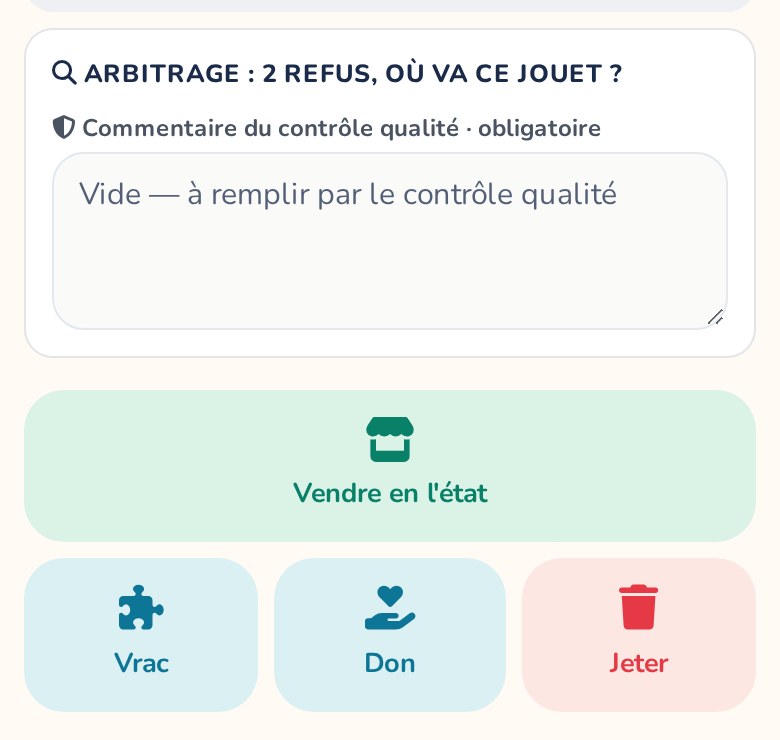 ARBITRAGE : 2 REFUS, OÙ VA CE JOUET ?
Commentaire du contrôle qualité · obligatoire
Vide — à remplir par le contrôle qualité
Vendre en l'état
Vrac
Don
Jeter